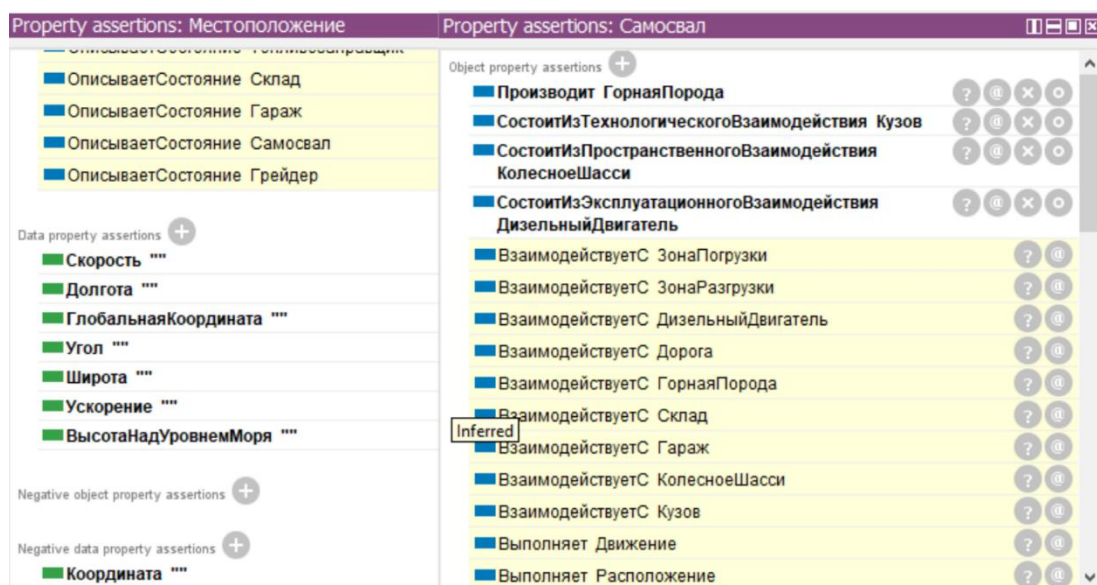 Property assertions: Местоположение
ОписываетСостояние Топливозаправщик
ОписываетСостояние Склад
ОписываетСостояние Гараж
ОписываетСостояние Самосвал
ОписываетСостояние Грейдер
Data property assertions
Скорость ""
Долгота ""
ГлобальнаяКоордината ""
Угол ""
Широта ""
Ускорение ""
ВысотаНадУровнемМоря ""
Negative object property assertions
Negative data property assertions
Координата ""
Property assertions: Самосвал
Object property assertions
Производит ГорнаяПорода
СостоитИзТехнологическогоВзаимодействия Кузов
СостоитИзПространственногоВзаимодействия
КолесноеШасси
СостоитИзЭксплуатационногоВзаимодействия
ДизельныйДвигатель
ВзаимодействуетС ЗонаПогрузки
ВзаимодействуетС ЗонаРазгрузки
ВзаимодействуетС ДизельныйДвигатель
ВзаимодействуетС Дорога
ВзаимодействуетС ГорнаяПорода
ВзаимодействуетС Склад
Inferred
ВзаимодействуетС Гараж
ВзаимодействуетС КолесноеШасси
ВзаимодействуетС Кузов
Выполняет Движение
Выполняет Расположение